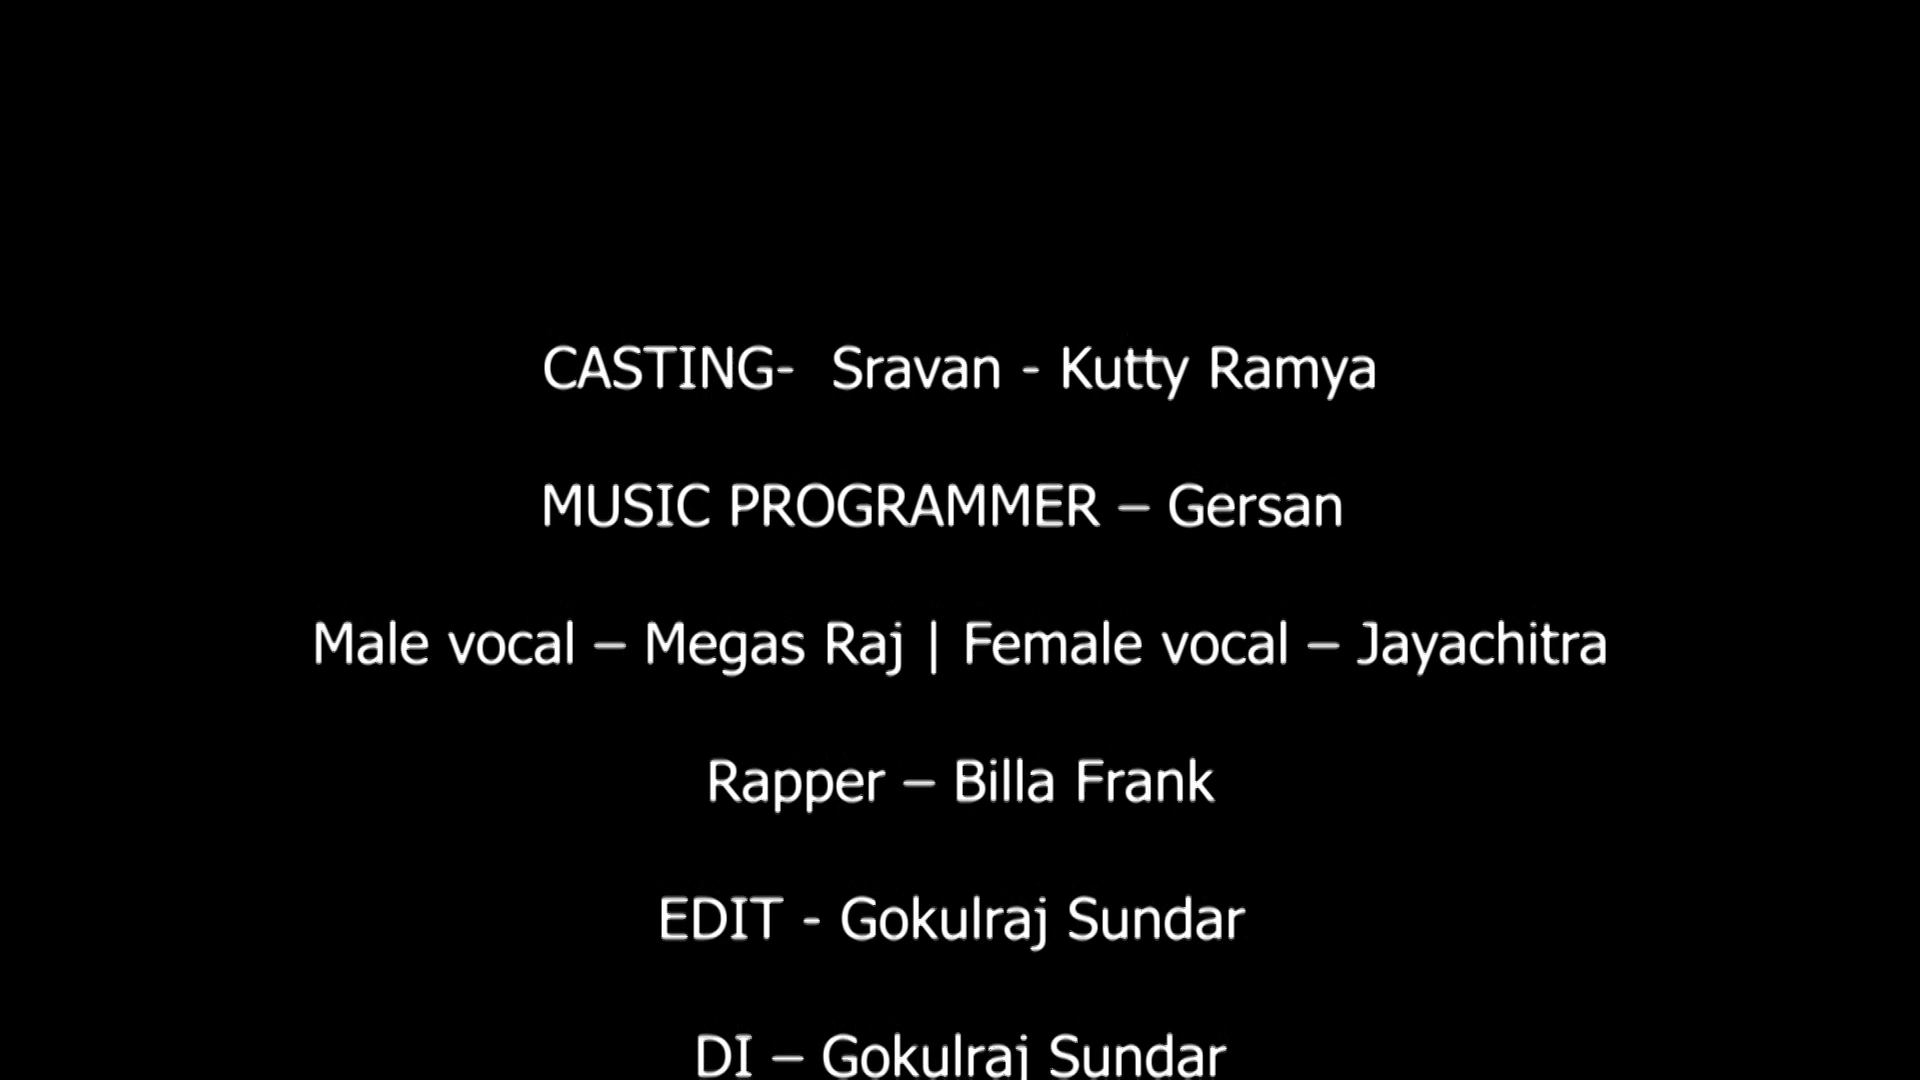 CASTING-  Sravan - Kutty Ramya
MUSIC PROGRAMMER – Gersan
Male vocal – Megas Raj | Female vocal – Jayachitra
Rapper – Billa Frank
EDIT - Gokulraj Sundar
DI – Gokulraj Sundar